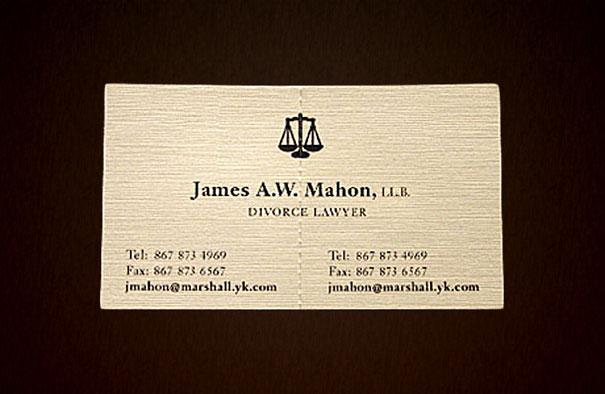 James A.W. Mahon, LL.B.
DIVORCE LAWYER
Tel: 867 873 4969
Fax: 867 873 6567
jmahon@marshall.yk.com
Tel: 867 873 4969
Fax: 867 873 6567
jmahon@marshall.yk.com